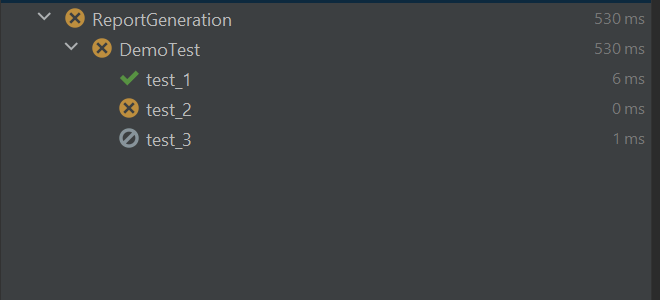 ReportGeneration 530 ms
DemoTest 530 ms
test_1 6 ms
test_2 0 ms
test_3 1 ms